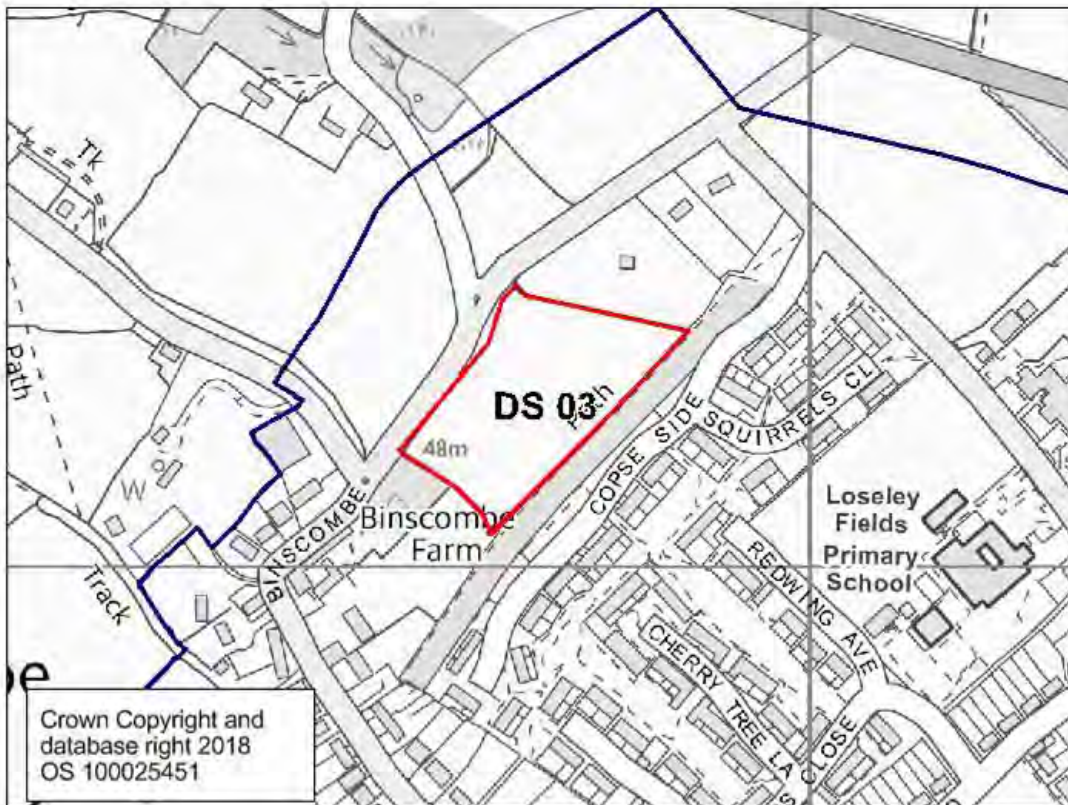 Tk
Path
W
Track
DS 03
48m
Binscombe
Farm
BINSCOMBE
COPSE SIDE
SQUIRRELS CL
Loseley
Fields
Primary
School
REDWING AVE
CHERRY TREE LA
CLOSE
Crown Copyright and
database right 2018
OS 100025451